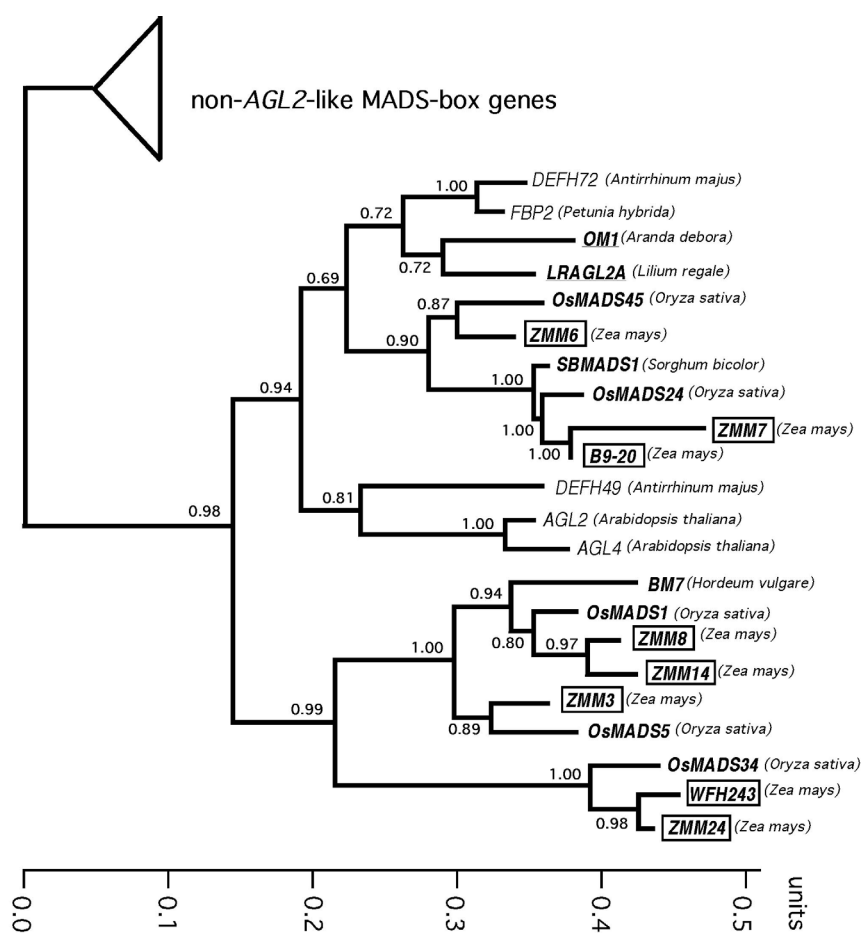 non-AGL2-like MADS-box genes
1.00 DEFH72 (Antirrhinum majus)
0.72 FBP2 (Petunia hybrida)
OM1 (Aranda debora)
0.72 LRAGL2A (Lilium regale)
0.69
0.87 OsMADS45 (Oryza sativa)
0.90 ZMM6 (Zea mays)
SBMADS1 (Sorghum bicolor)
1.00 OsMADS24 (Oryza sativa)
0.94
1.00 ZMM7 (Zea mays)
1.00 B9-20 (Zea mays)
DEFH49 (Antirrhinum majus)
0.81
0.98 1.00 AGL2 (Arabidopsis thaliana)
AGL4 (Arabidopsis thaliana)
0.94 BM7 (Hordeum vulgare)
OsMADS1 (Oryza sativa)
1.00 0.80 0.97 ZMM8 (Zea mays)
ZMM14 (Zea mays)
ZMM3 (Zea mays)
0.99 0.89 OsMADS5 (Oryza sativa)
1.00 OsMADS34 (Oryza sativa)
WFH243 (Zea mays)
0.98 ZMM24 (Zea mays)
0.0 0.1 0.2 0.3 0.4 0.5 units